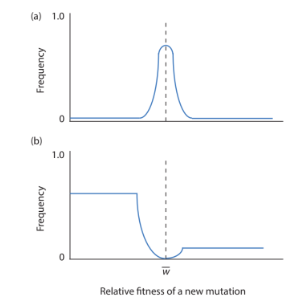 (a)
1.0
Frequency
0
(b)
1.0
Frequency
0
w̅
Relative fitness of a new mutation